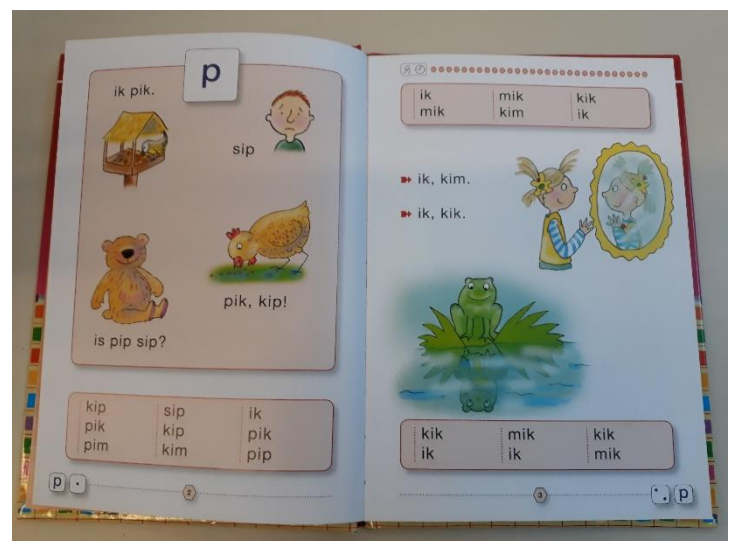 p
ik pik.
sip
pik, kip!
is pip sip?
kip sip ik
pik kip pik
pim kim pip
p
2
ik mik kik
mik kim ik
ik, kim.
ik, kik.
kik mik kik
ik ik mik
3
p